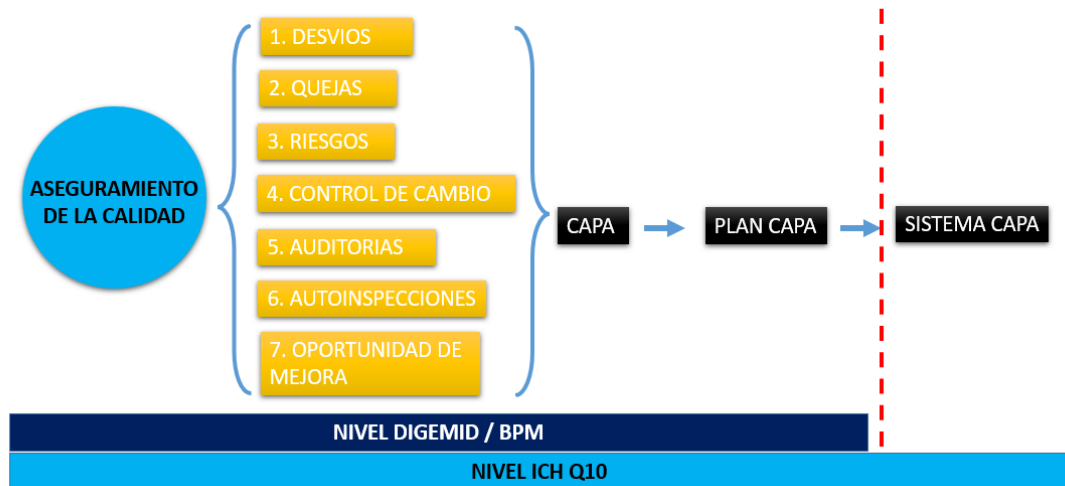 ASEGURAMIENTO
DE LA CALIDAD
1. DESVIOS
2. QUEJAS
3. RIESGOS
4. CONTROL DE CAMBIO
5. AUDITORIAS
6. AUTOINSPECCIONES
7. OPORTUNIDAD DE
MEJORA
CAPA
PLAN CAPA
SISTEMA CAPA
NIVEL DIGEMID / BPM
NIVEL ICH Q10